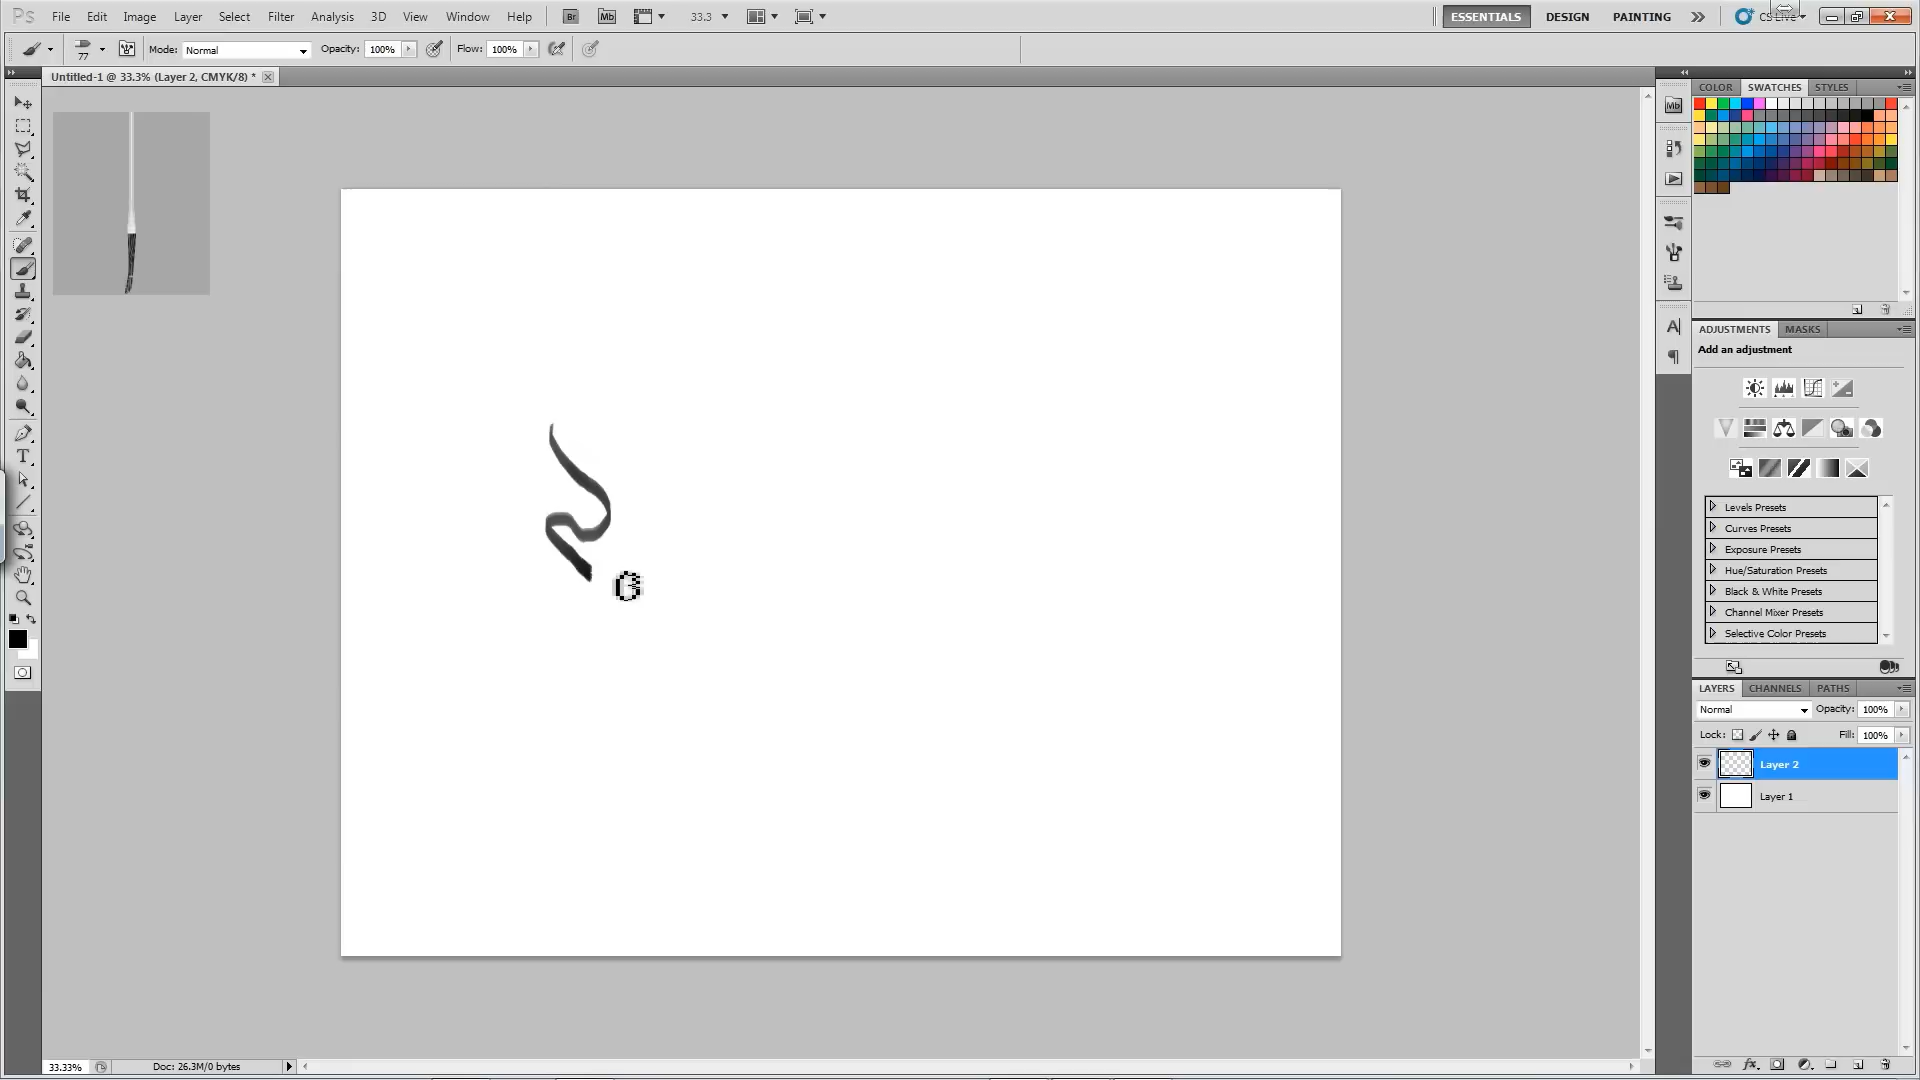 Ps File Edit Image Layer Select Filter Analysis 3D View Window Help Br Mb 33.3 ESSENTIALS DESIGN PAINTING CS Live
77 Mode: Normal Opacity: 100% Flow: 100%
Untitled-1 @ 33.3% (Layer 2, CMYK/8) *
COLOR SWATCHES STYLES
Mb
ADJUSTMENTS MASKS
Add an adjustment
Levels Presets
Curves Presets
Exposure Presets
Hue/Saturation Presets
Black & White Presets
Channel Mixer Presets
Selective Color Presets
LAYERS CHANNELS PATHS
Normal Opacity: 100%
Lock: Fill: 100%
Layer 2
Layer 1
33.33% Doc: 26.3M/0 bytes